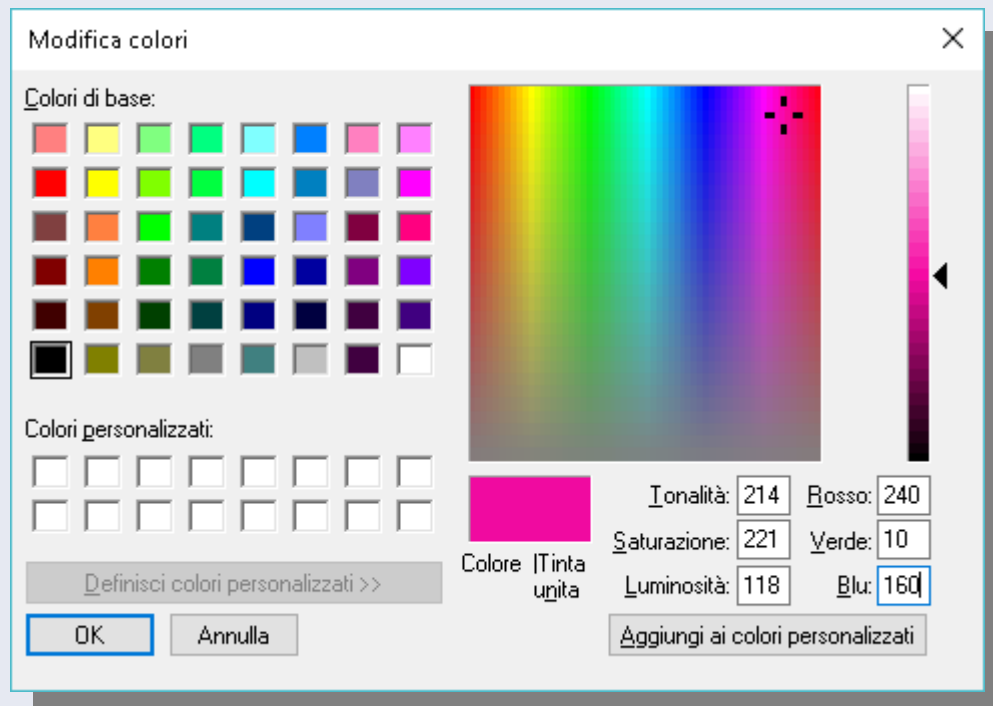 Modifica colori
Colori di base:
Colori personalizzati:
Definisci colori personalizzati >>
OK
Annulla
Colore |Tinta
unita
Tonalità: 214
Rosso: 240
Saturazione: 221
Verde: 10
Luminosità: 118
Blu: 160
Aggiungi ai colori personalizzati